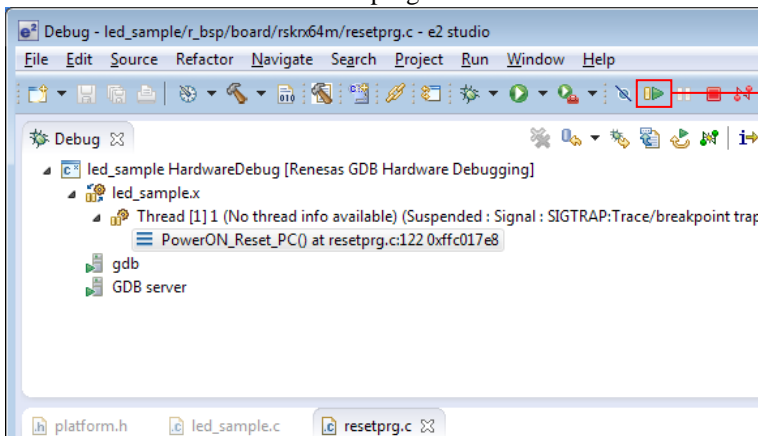 Debug - led_sample/r_bsp/board/rskrx64m/resetprg.c - e2 studio
File Edit Source Refactor Navigate Search Project Run Window Help
Debug
led_sample HardwareDebug [Renesas GDB Hardware Debugging]
led_sample.x
Thread [1] 1 (No thread info available) (Suspended : Signal : SIGTRAP:Trace/breakpoint trap
PowerON_Reset_PC() at resetprg.c:122 0xffc017e8
gdb
GDB server
platform.h led_sample.c resetprg.c